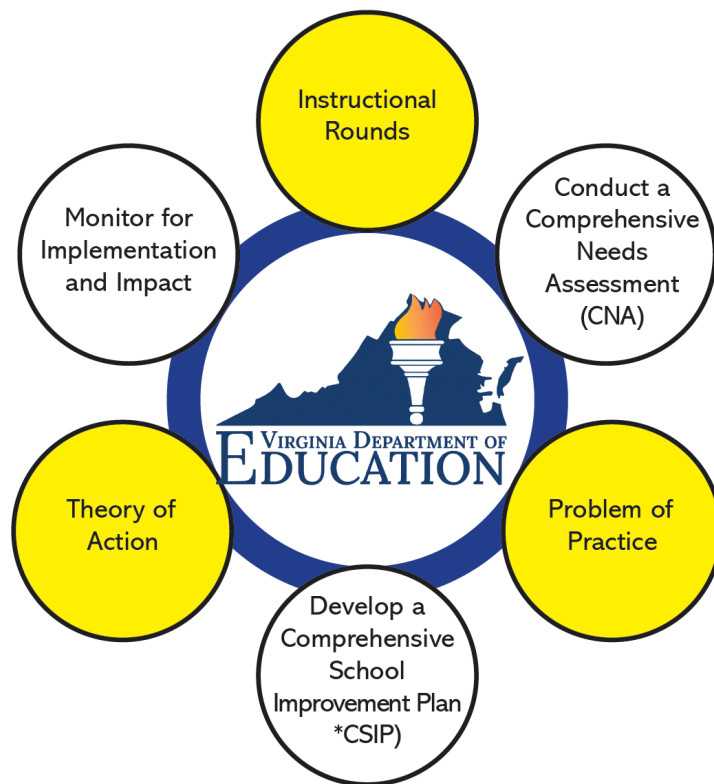 Instructional
Rounds
Conduct a
Comprehensive
Needs
Assessment
(CNA)
Problem of
Practice
Develop a
Comprehensive
School
Improvement Plan
*CSIP)
Theory of
Action
Monitor for
Implementation
and Impact
VIRGINIA DEPARTMENT OF
EDUCATION